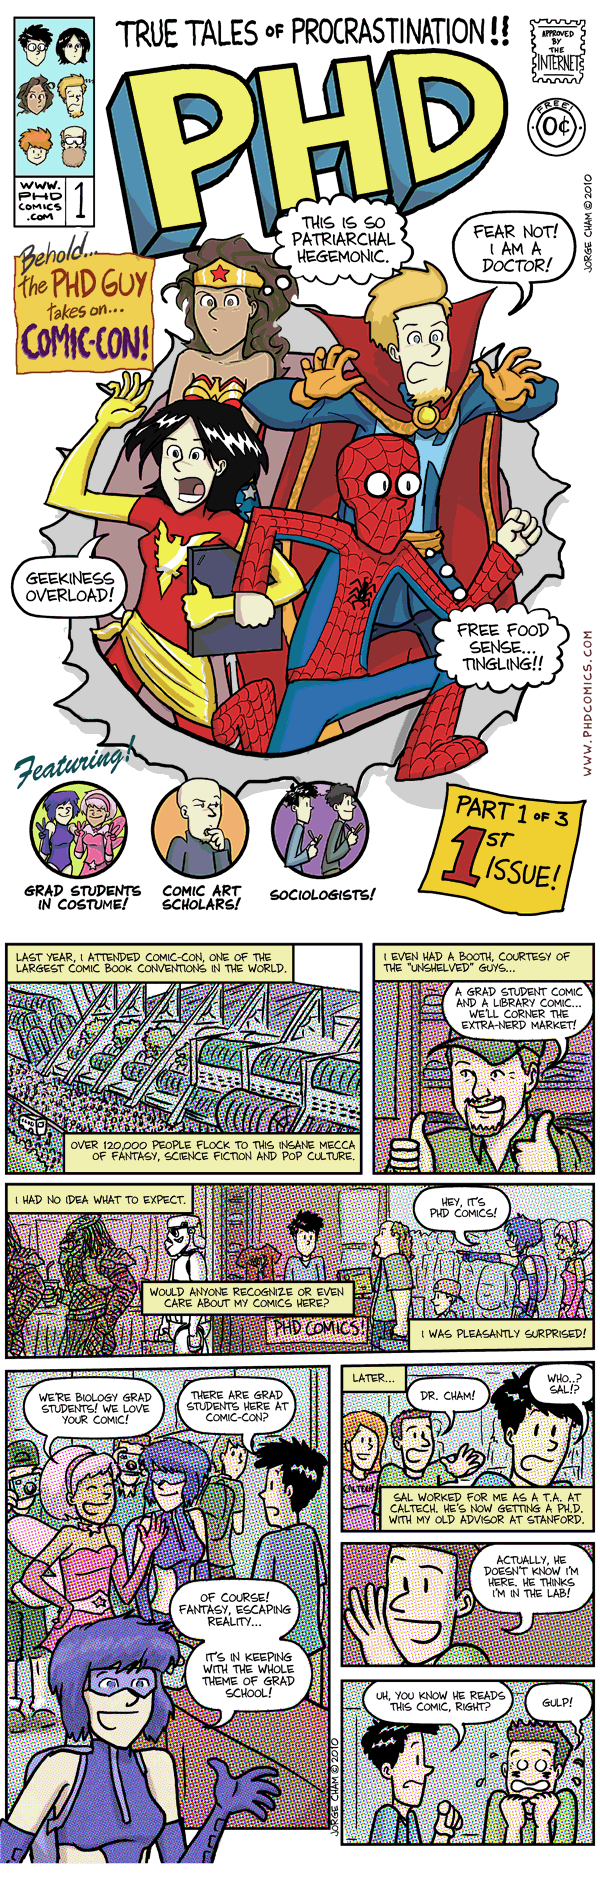 TRUE TALES OF PROCRASTINATION!!
APPROVED
BY
THE
INTERNET
PHD
FREE!
0¢
WWW.
PHD
COMICS
.COM
1
JORGE CHAM © 2010
THIS IS SO
PATRIARCHAL
HEGEMONIC.
FEAR NOT!
I AM A
DOCTOR!
Behold...
the PHD GUY
takes on...
COMIC-CON!
GEEKINESS
OVERLOAD!
FREE FOOD
SENSE...
TINGLING!!
WWW.PHDCOMICS.COM
Featuring!
GRAD STUDENTS
IN COSTUME!
COMIC ART
SCHOLARS!
SOCIOLOGISTS!
PART 1 OF 3
1ST
ISSUE!
LAST YEAR, I ATTENDED COMIC-CON, ONE OF THE
LARGEST COMIC BOOK CONVENTIONS IN THE WORLD.
OVER 120,000 PEOPLE FLOCK TO THIS INSANE MECCA
OF FANTASY, SCIENCE FICTION AND POP CULTURE.
I EVEN HAD A BOOTH, COURTESY OF
THE "UNSHELVED" GUYS...
A GRAD STUDENT COMIC
AND A LIBRARY COMIC...
WE'LL CORNER THE
EXTRA-NERD MARKET!
I HAD NO IDEA WHAT TO EXPECT.
WOULD ANYONE RECOGNIZE OR EVEN
CARE ABOUT MY COMICS HERE?
PHD COMICS!
HEY, IT'S
PHD COMICS!
I WAS PLEASANTLY SURPRISED!
WE'RE BIOLOGY GRAD
STUDENTS! WE LOVE
YOUR COMIC!
THERE ARE GRAD
STUDENTS HERE AT
COMIC-CON?
OF COURSE!
FANTASY, ESCAPING
REALITY...
IT'S IN KEEPING
WITH THE WHOLE
THEME OF GRAD
SCHOOL!
JORGE CHAM © 2010
LATER...
DR. CHAM!
WHO..?
SAL!?
CALTECH
SAL WORKED FOR ME AS A T.A. AT
CALTECH. HE'S NOW GETTING A PH.D.
WITH MY OLD ADVISOR AT STANFORD.
ACTUALLY, HE
DOESN'T KNOW I'M
HERE. HE THINKS
I'M IN THE LAB!
UH, YOU KNOW HE READS
THIS COMIC, RIGHT?
GULP!